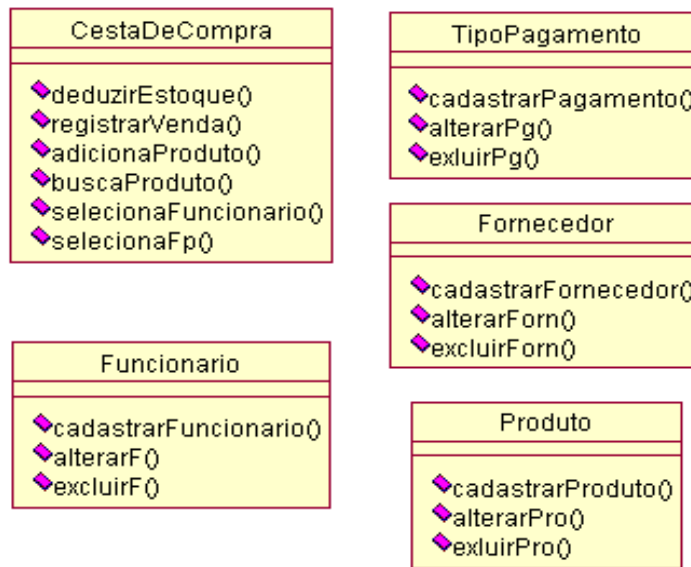 CestaDeCompra
deduzirEstoque()
registrarVenda()
adicionaProduto()
buscaProduto()
selecionaFuncionario()
selecionaFp()
TipoPagamento
cadastrarPagamento()
alterarPg()
exluirPg()
Fornecedor
cadastrarFornecedor()
alterarForn()
excluirForn()
Funcionario
cadastrarFuncionario()
alterarF()
excluirF()
Produto
cadastrarProduto()
alterarPro()
exluirPro()